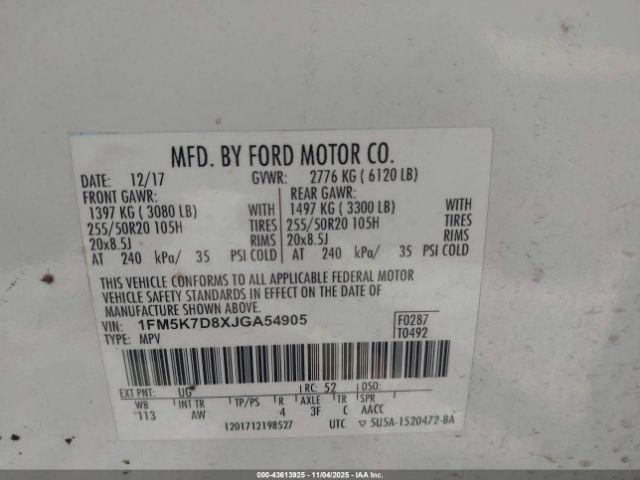 MFD. BY FORD MOTOR CO.
DATE: 12/17 GVWR: 2776 KG ( 6120 LB)
FRONT GAWR: REAR GAWR:
1397 KG ( 3080 LB) WITH 1497 KG ( 3300 LB) WITH
255/50R20 105H TIRES 255/50R20 105H TIRES
20x8.5J RIMS 20x8.5J RIMS
AT 240 kPa/ 35 PSI COLD AT 240 kPa/ 35 PSI COLD
THIS VEHICLE CONFORMS TO ALL APPLICABLE FEDERAL MOTOR
VEHICLE SAFETY STANDARDS IN EFFECT ON THE DATE OF
MANUFACTURE SHOWN ABOVE.
VIN: 1FM5K7D8XJGA54905 F0287
TYPE: MPV T0492
EXT PNT: UG RC: 52 DSO:
WB INT TR TP/PS R AXLE TR SPR
113 AW 4 3F C AACC
1201712198527 UTC ▽ 5U5A-1520472-BA
000-43613925 - 11/04/2025 - IAAI.com